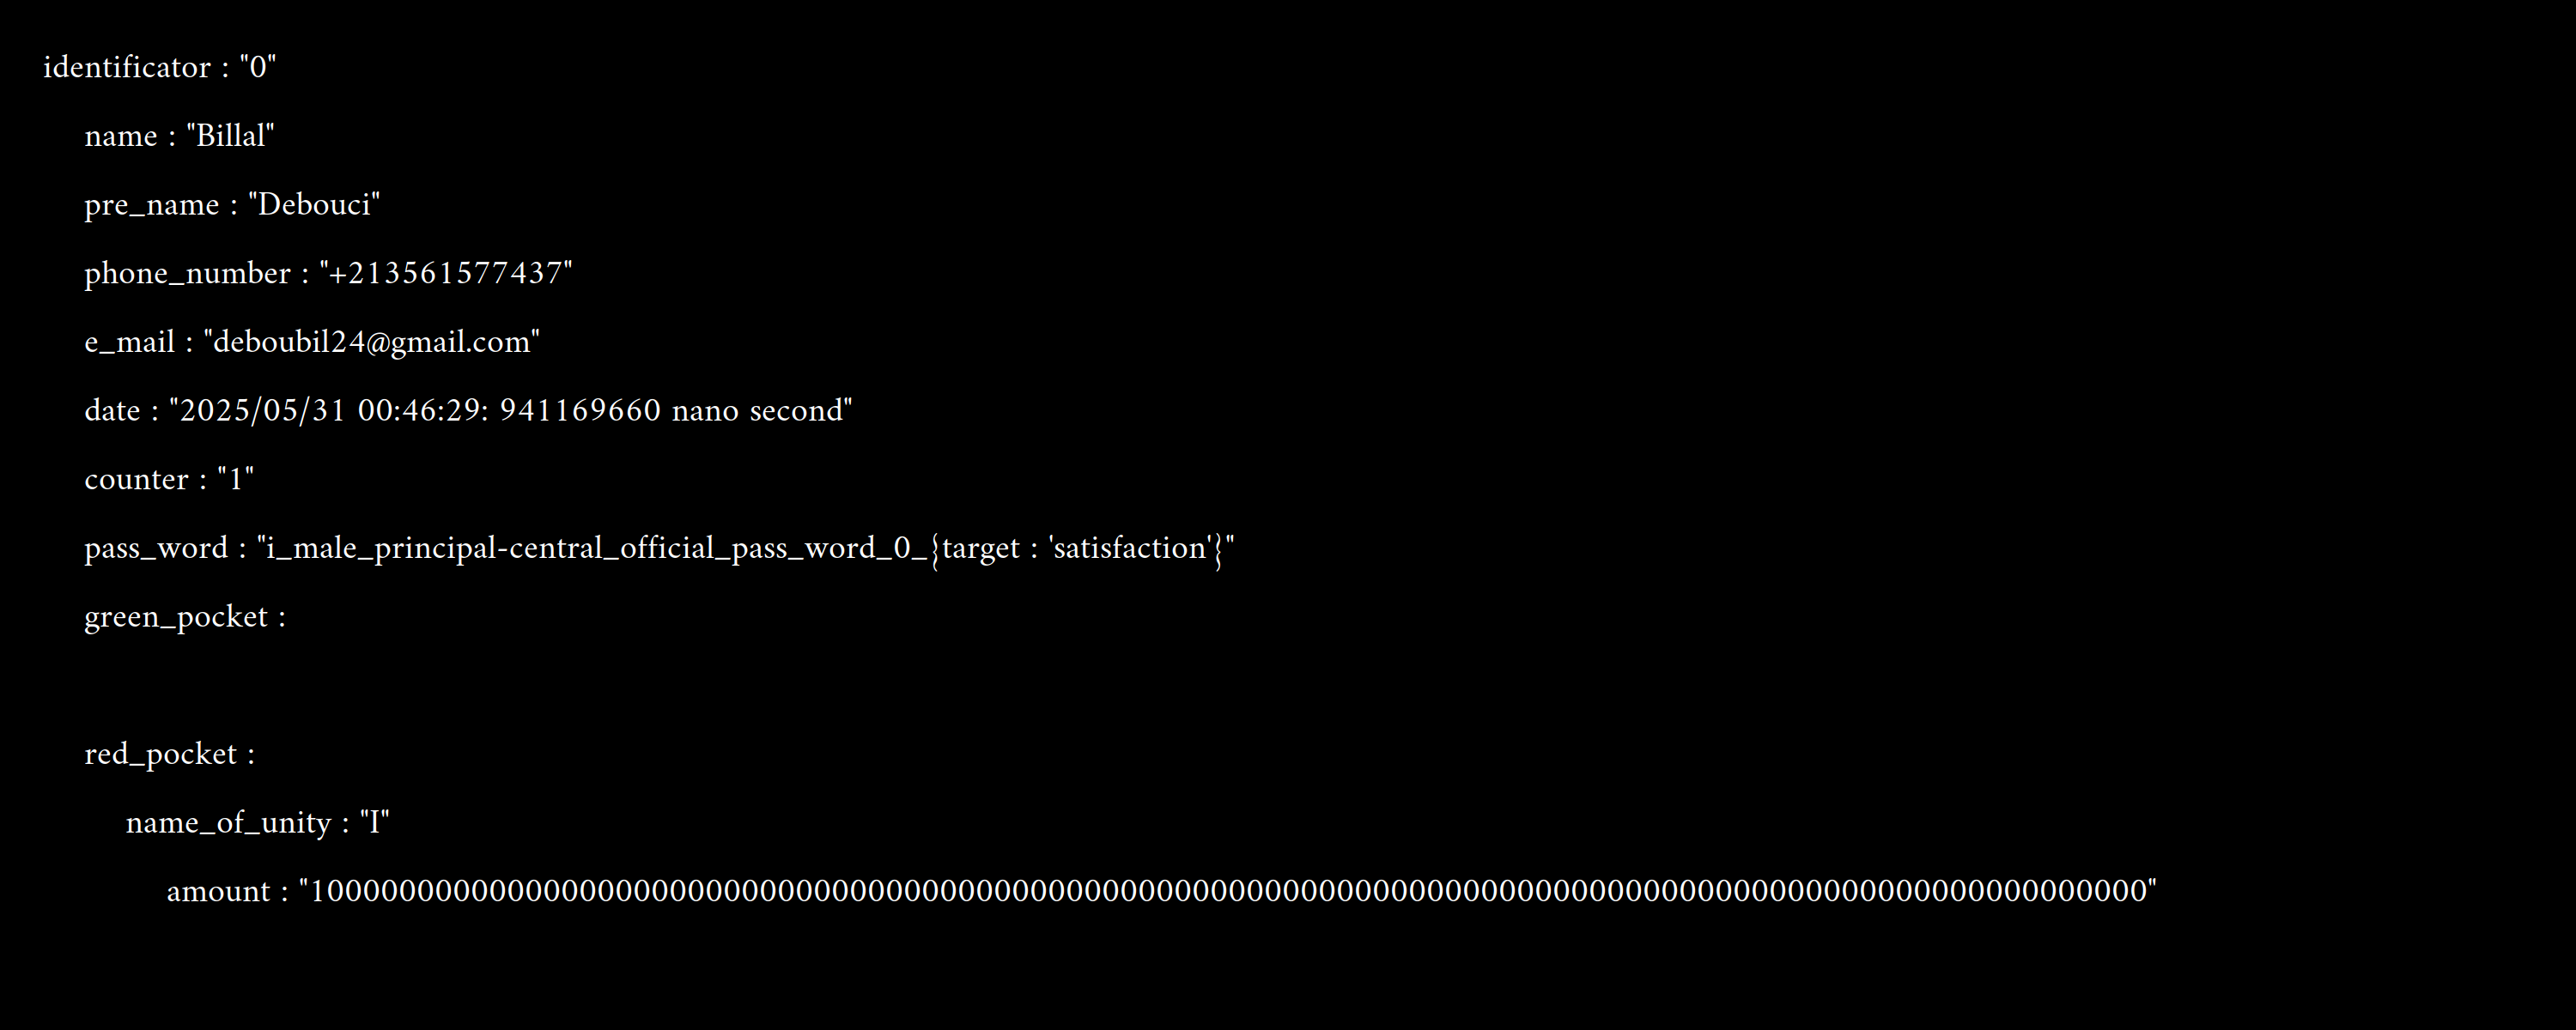 identificator : "0"
name : "Billal"
pre_name : "Debouci"
phone_number : "+213561577437"
e_mail : "deboubil24@gmail.com"
date : "2025/05/31 00:46:29: 941169660 nano second"
counter : "1"
pass_word : "i_male_principal-central_official_pass_word_0_{target : 'satisfaction'}"
green_pocket :
red_pocket :
name_of_unity : "I"
amount : "100000000000000000000000000000000000000000000000000000000000000000000000000000000000000000000000000000"